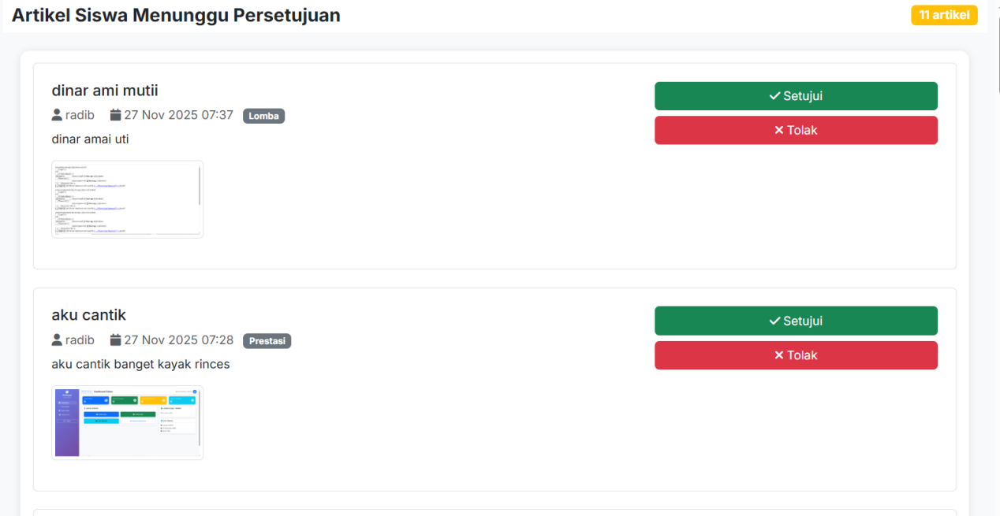 Artikel Siswa Menunggu Persetujuan
11 artikel
dinar ami mutii
radib 27 Nov 2025 07:37 Lomba
dinar amai uti
Setujui
Tolak
aku cantik
radib 27 Nov 2025 07:28 Prestasi
aku cantik banget kayak rinces
Setujui
Tolak